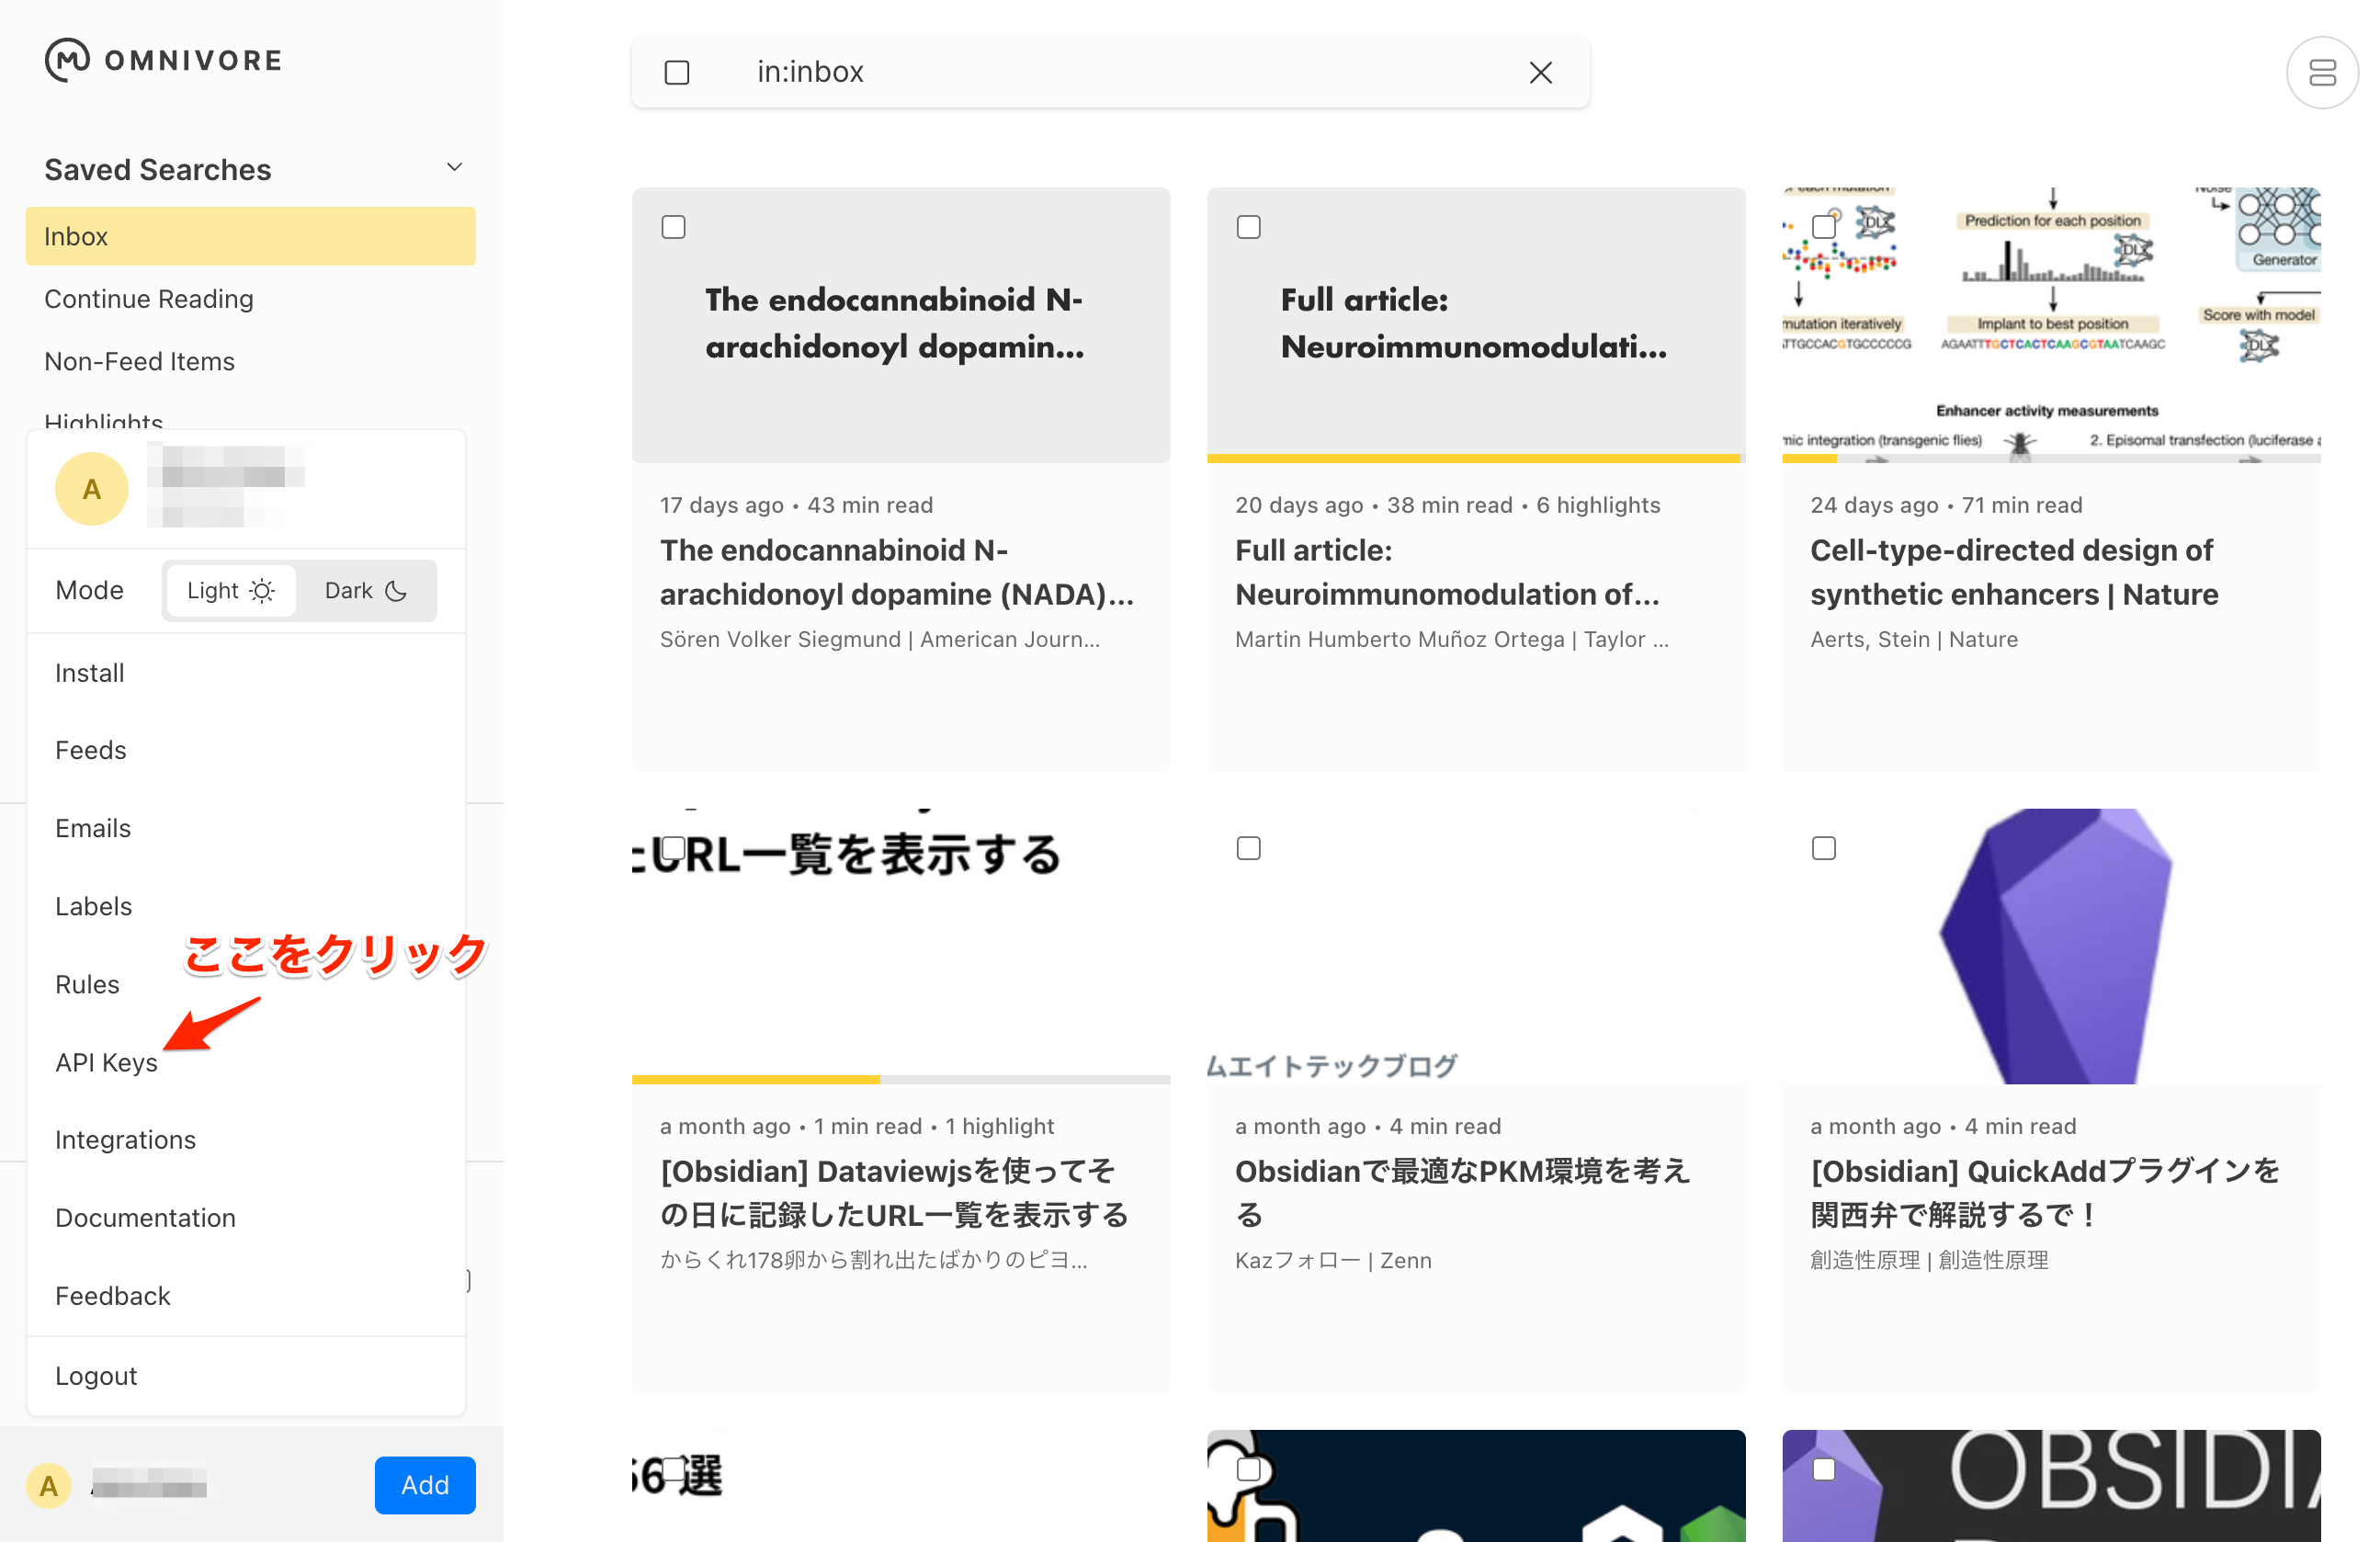 OMNIVORE
in:inbox
Saved Searches
Inbox
Continue Reading
Non-Feed Items
Highlights
A
Mode
Light
Dark
Install
Feeds
Emails
Labels
ここをクリック
Rules
API Keys
Integrations
Documentation
Feedback
Logout
A
Add
The endocannabinoid N-
arachidonoyl dopamin...
17 days ago • 43 min read
The endocannabinoid N-
arachidonoyl dopamine (NADA)...
Sören Volker Siegmund | American Journ...
Full article:
Neuroimmunomodulati...
20 days ago • 38 min read • 6 highlights
Full article:
Neuroimmunomodulation of...
Martin Humberto Muñoz Ortega | Taylor ...
Prediction for each position
DL
DL
Generator
mutation iteratively
Implant to best position
Score with model
TTGCCACGTGCCCCCG
AGAATTTGCTCACTCAAGCGTAATCAAGC
DL
Enhancer activity measurements
mic integration (transgenic flies)
2. Episomal transfection (luciferase a
24 days ago • 71 min read
Cell-type-directed design of
synthetic enhancers | Nature
Aerts, Stein | Nature
たURL一覧を表示する
a month ago • 1 min read • 1 highlight
[Obsidian] Dataviewjsを使ってそ
の日に記録したURL一覧を表示する
からくれ178卵から割れ出たばかりのピヨ...
ムエイトテックブログ
a month ago • 4 min read
Obsidianで最適なPKM環境を考え
る
Kazフォロー | Zenn
a month ago • 4 min read
[Obsidian] QuickAddプラグインを
関西弁で解説するで！
創造性原理 | 創造性原理
選
OBSIDIA